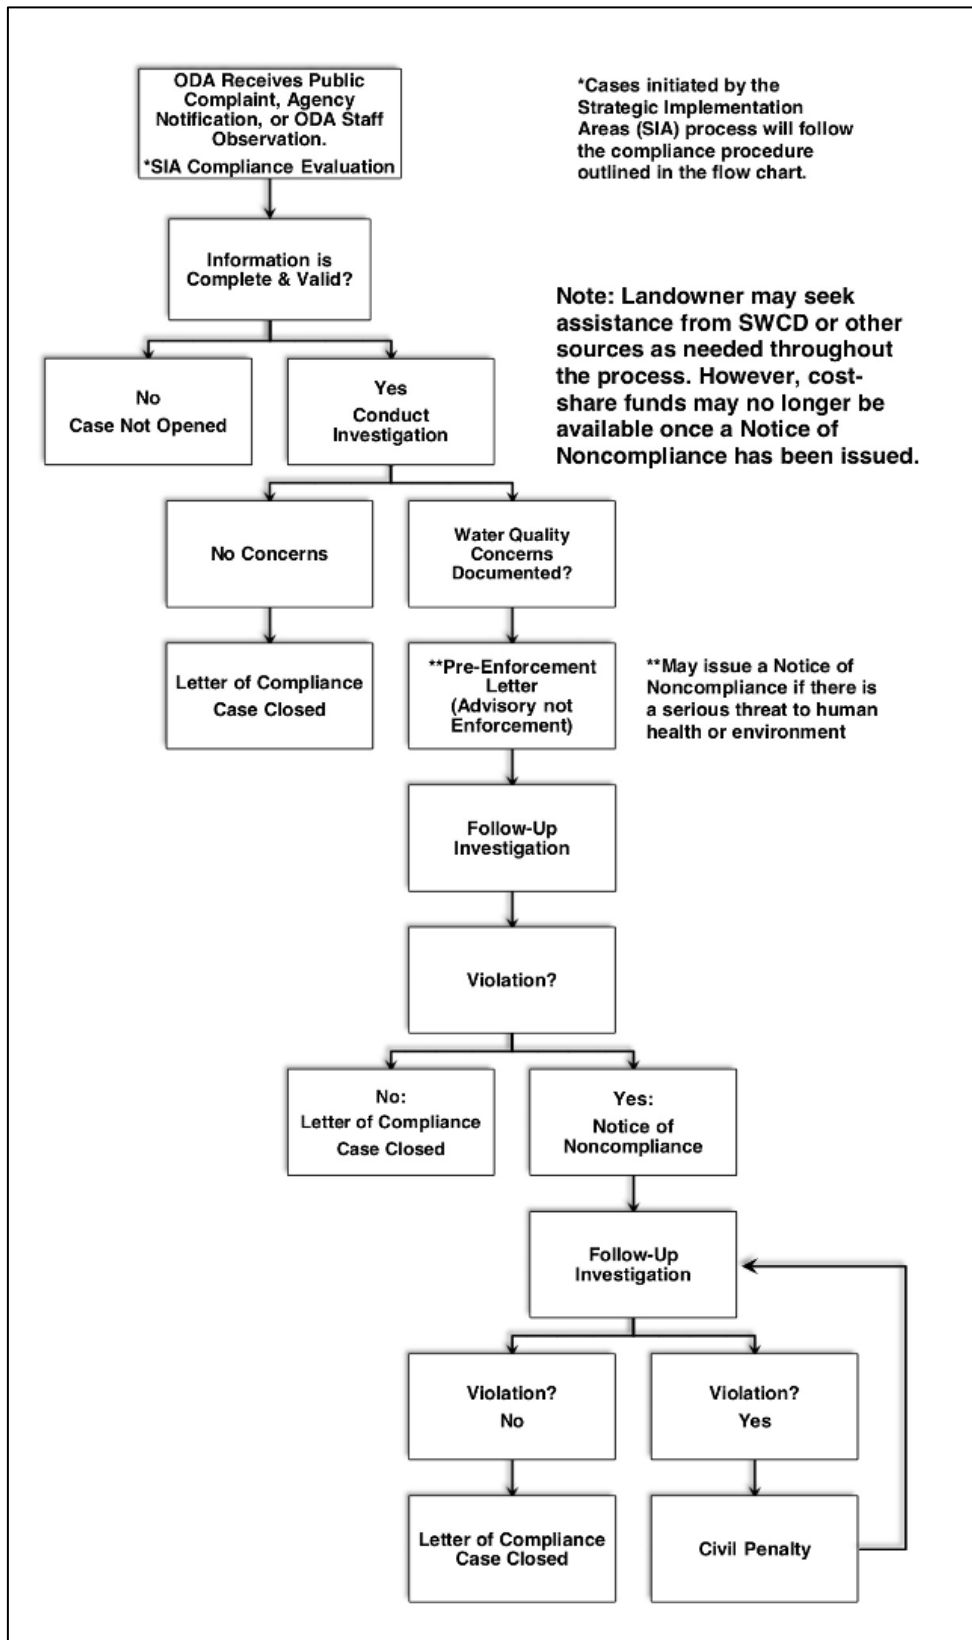 ODA Receives Public
Complaint, Agency
Notification, or ODA Staff
Observation.
*SIA Compliance Evaluation
*Cases initiated by the
Strategic Implementation
Areas (SIA) process will follow
the compliance procedure
outlined in the flow chart.
Information is
Complete & Valid?
Note: Landowner may seek
assistance from SWCD or other
sources as needed throughout
the process. However, cost-
share funds may no longer be
available once a Notice of
Noncompliance has been issued.
No
Case Not Opened
Yes
Conduct
Investigation
No Concerns
Water Quality
Concerns
Documented?
Letter of Compliance
Case Closed
**Pre-Enforcement
Letter
(Advisory not
Enforcement)
**May issue a Notice of
Noncompliance if there is
a serious threat to human
health or environment
Follow-Up
Investigation
Violation?
No:
Letter of Compliance
Case Closed
Yes:
Notice of
Noncompliance
Follow-Up
Investigation
Violation?
No
Violation?
Yes
Letter of Compliance
Case Closed
Civil Penalty